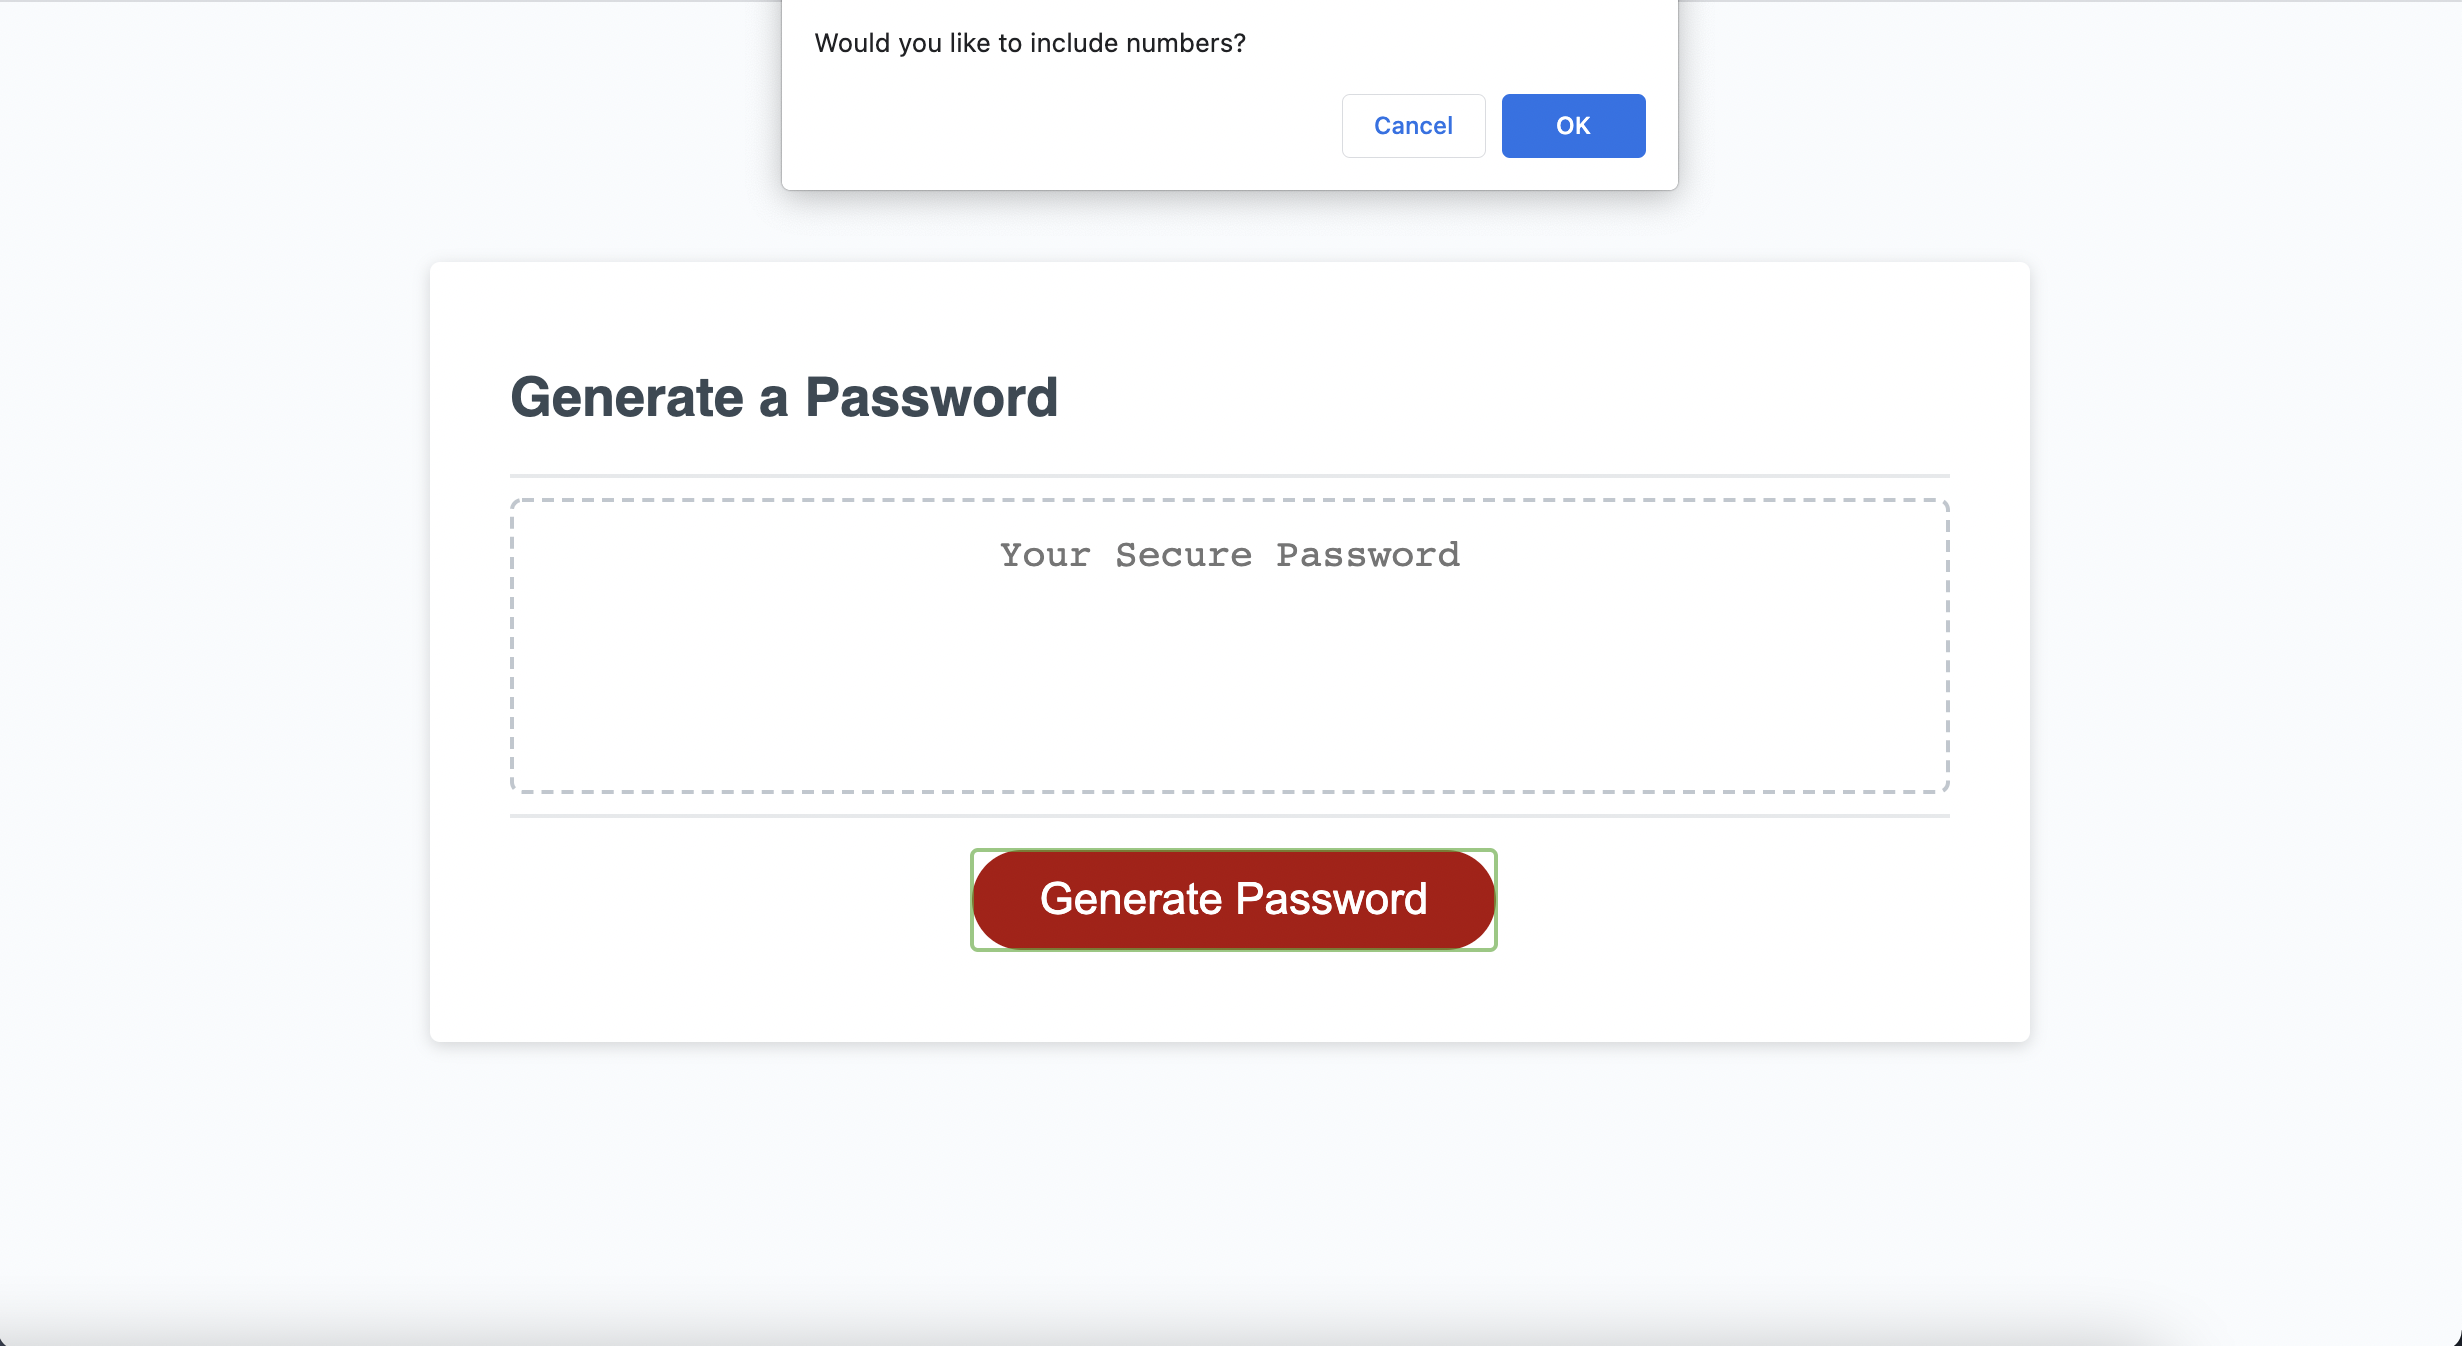 Would you like to include numbers?
Cancel
OK
Generate a Password
Your Secure Password
Generate Password